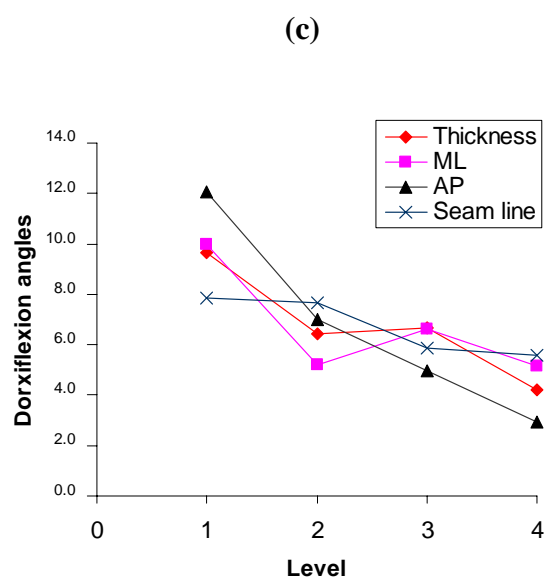 (c)
Thickness
ML
AP
Seam line
14.0
12.0
10.0
8.0
6.0
4.0
2.0
0.0
Dorxiflexion angles
0 1 2 3 4
Level